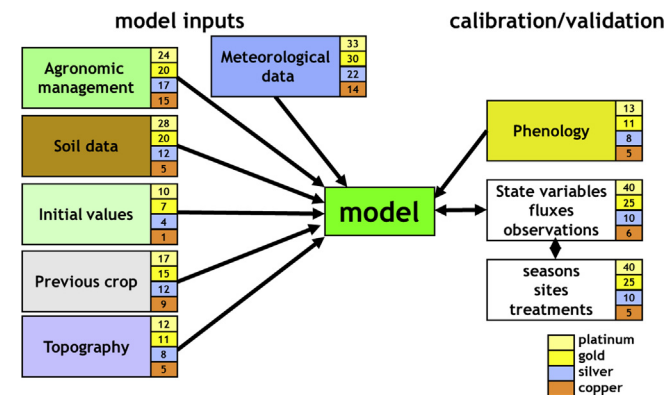 model inputs
calibration/validation
Agronomic
management
24
20
17
15
Meteorological
data
33
30
22
14
Soil data
28
20
12
5
Initial values
10
7
4
1
Previous crop
17
15
12
9
Topography
12
11
8
5
model
Phenology
13
11
8
5
State variables
fluxes
observations
40
25
10
6
seasons
sites
treatments
40
25
10
5
platinum
gold
silver
copper